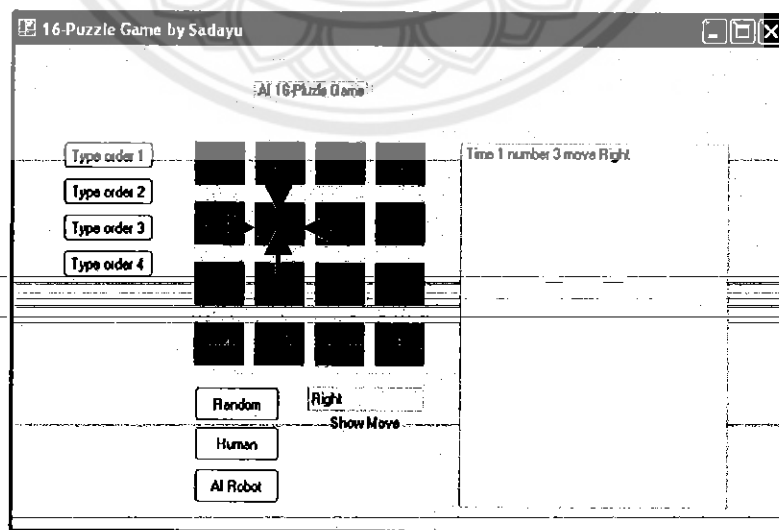 16-Puzzle Game by Sadayu
AI 16-Pluzle Game
Type order 1
Type order 2
Type order 3
Type order 4
Time 1 number 3 move Right
Random
Right
Show Move
Human
AI Robot